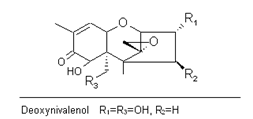 O
R₁
O
O
HO
R₃
R₂
Deoxynivalenol R₁=R₃=OH, R₂=H